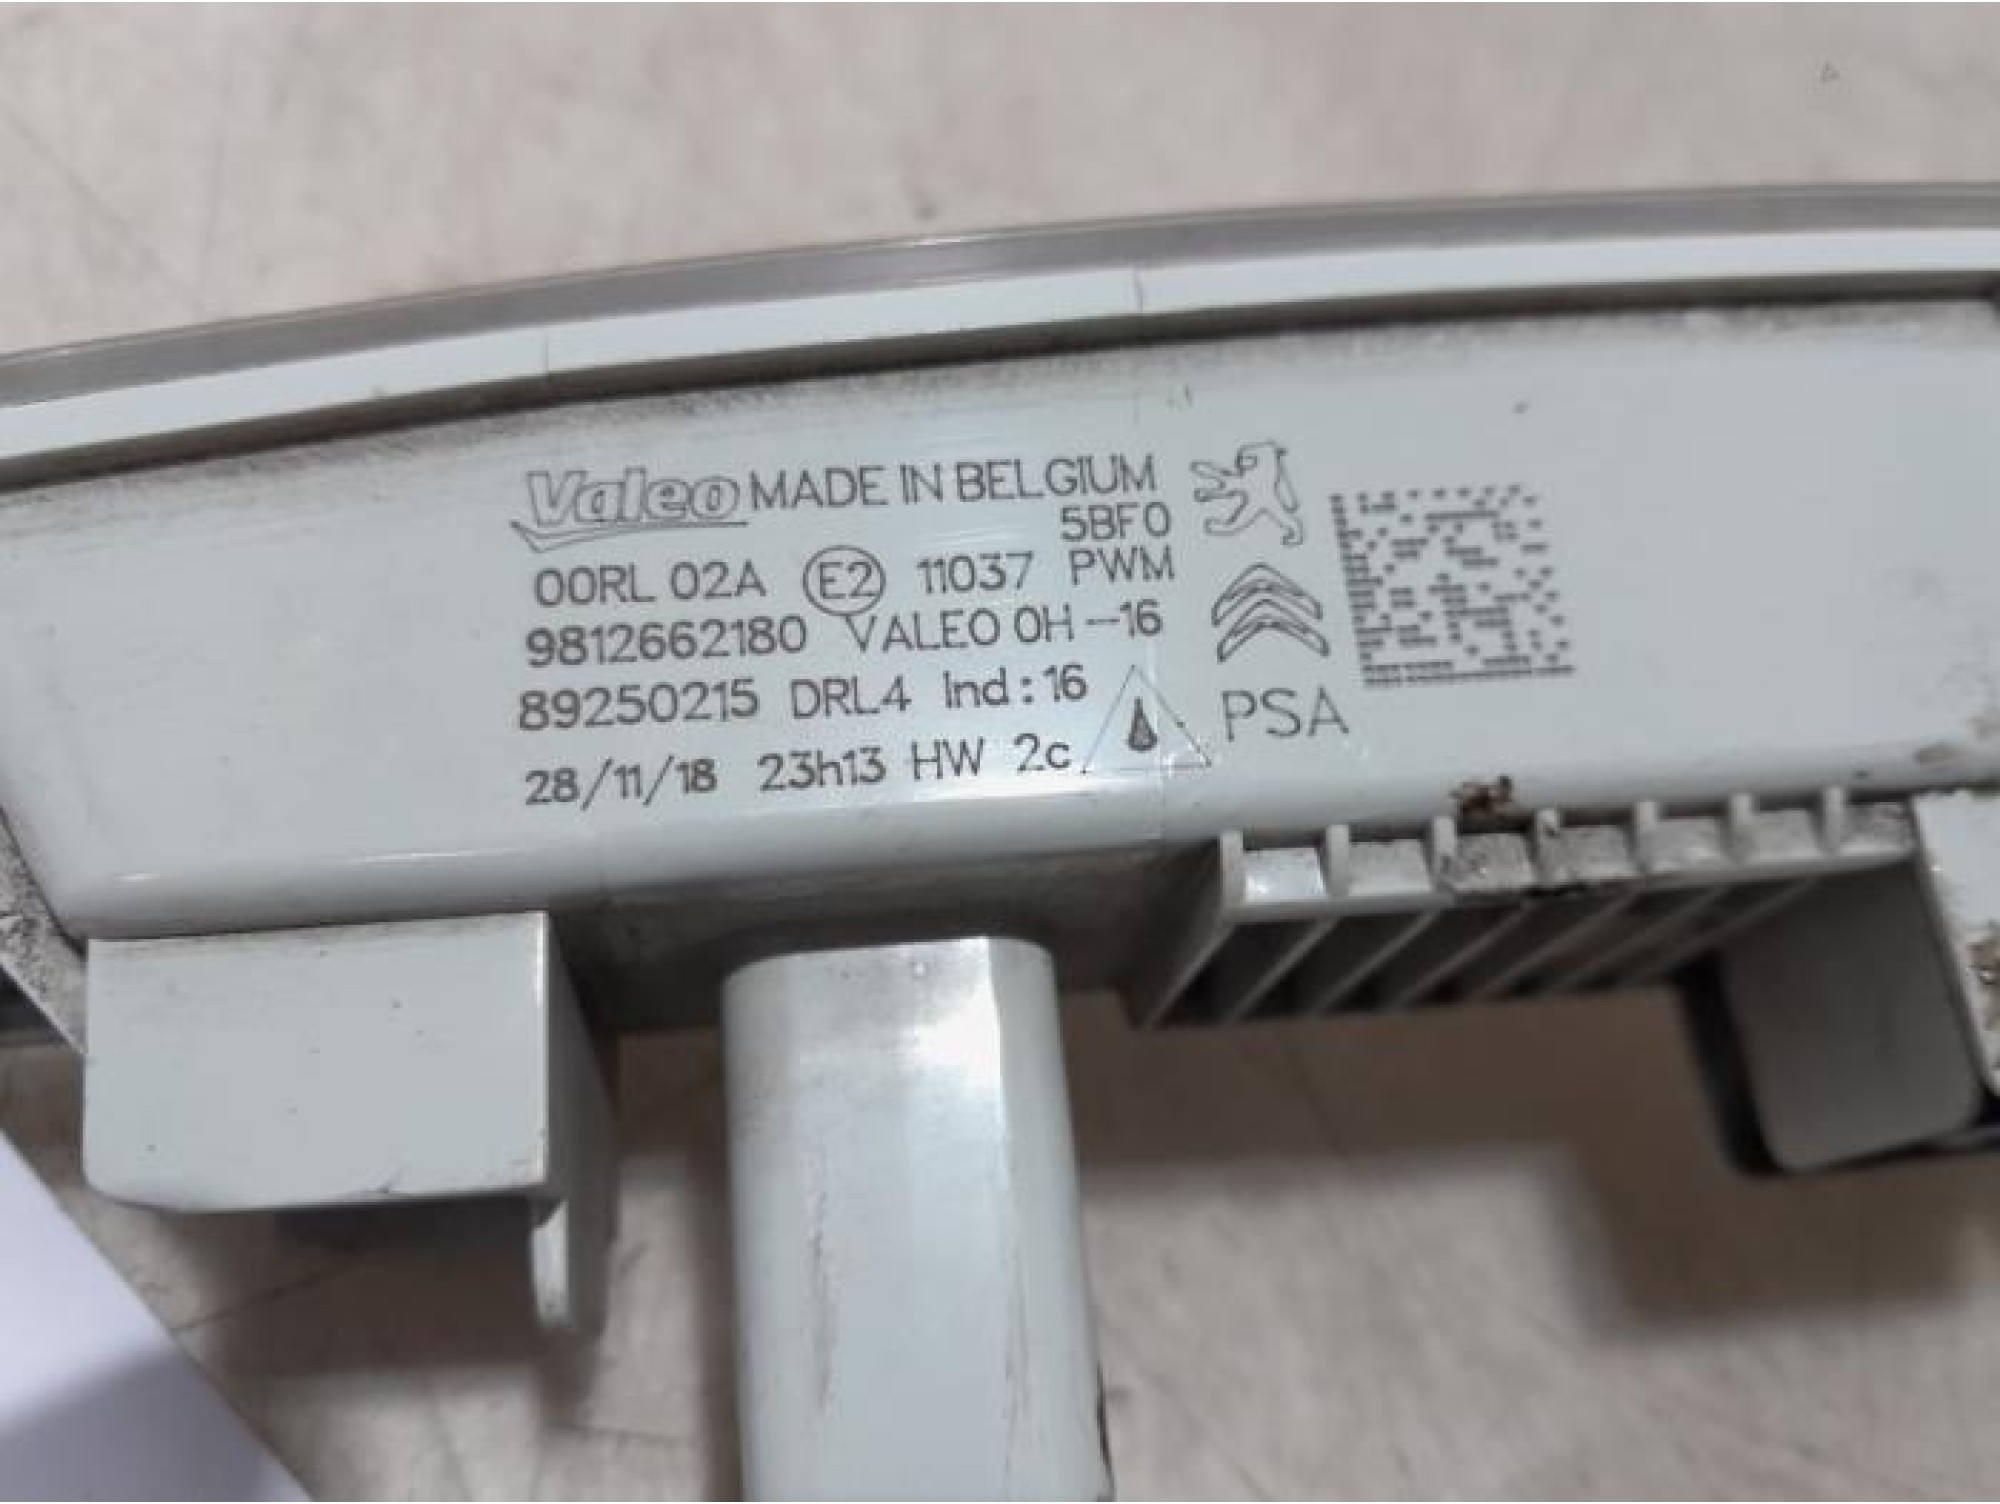 Valeo MADE IN BELGIUM
5BF0
00RL 02A E2 11037 PWM
9812662180 VALEO 0H-16
89250215 DRL4 Ind:16
PSA
28/11/18 23h13 HW 2c